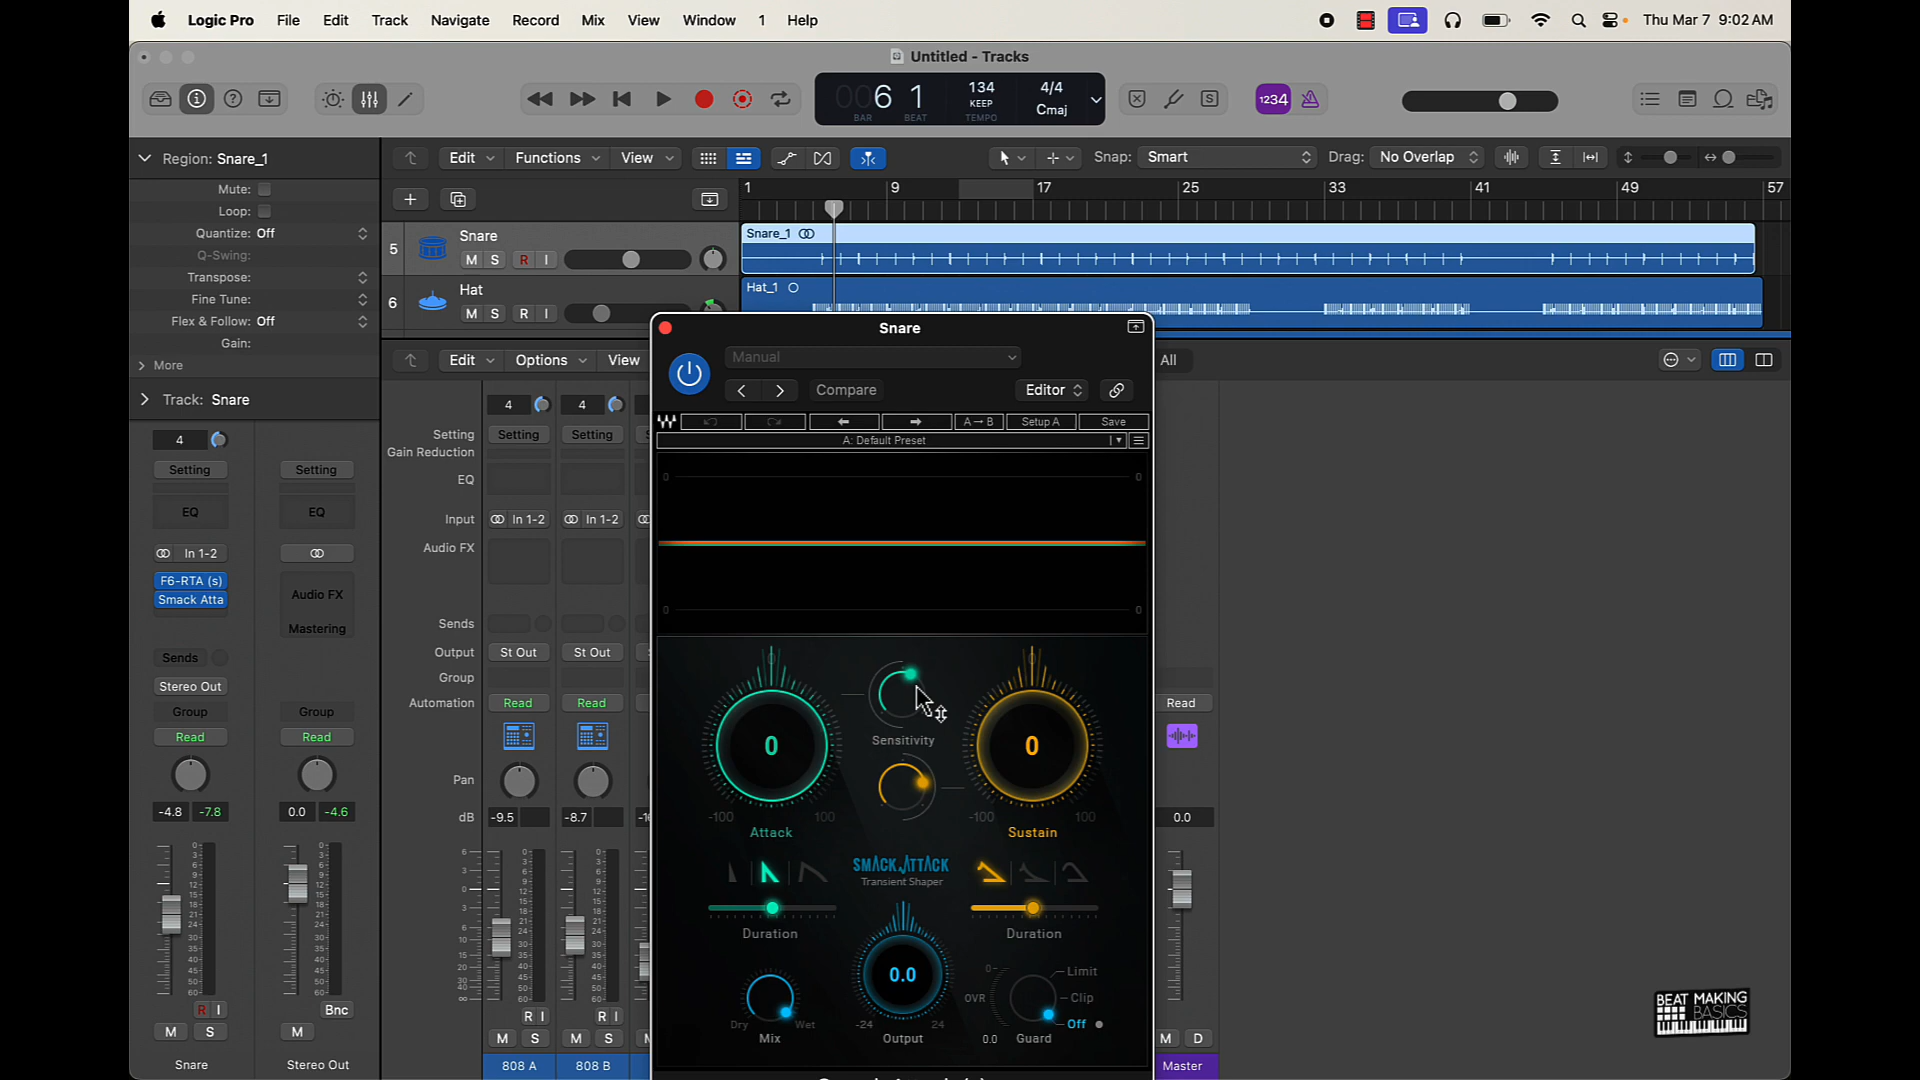 Logic Pro File Edit Track Navigate Record Mix View Window 1 Help
Thu Mar 7 9:02 AM
Untitled - Tracks
006 1
BAR BEAT
134
KEEP
TEMPO
4/4
Cmaj
S
1234
Region: Snare_1
Mute:
Loop:
Quantize: Off
Q-Swing:
Transpose:
Fine Tune:
Flex & Follow: Off
Gain:
More
Track: Snare
Edit Functions View
Snap: Smart
Drag: No Overlap
1 9 17 25 33 41 49 57
5 Snare
M S R I
6 Hat
M S R I
Snare_1
Hat_1
Edit Options View
All
4
Setting Setting
EQ EQ
In 1-2
F6-RTA (s)
Smack Atta
Audio FX
Mastering
Sends
Stereo Out
Group Group
Read Read
-4.8 -7.8 0.0 -4.6
R I
Bnc
M S M
Snare Stereo Out
4 4
Setting Setting Setting
Gain Reduction
EQ
Input In 1-2 In 1-2
Audio FX
Sends
Output St Out St Out
Group
Automation Read Read
Pan
dB -9.5 -8.7
R I R I
M S M S
808 A 808 B
Read
0.0
M D
Master
Snare
Manual
Compare
Editor
A→B Setup A Save
A: Default Preset
0 0
0 0
0
-100 100
Attack
Sensitivity
0
-100 100
Sustain
SMACK ATTACK
Transient Shaper
Duration
Duration
Dry Wet
Mix
0.0
-24 24
Output
0
OVR
0.0
Limit
Clip
Off
Guard
BEAT MAKING
BASICS